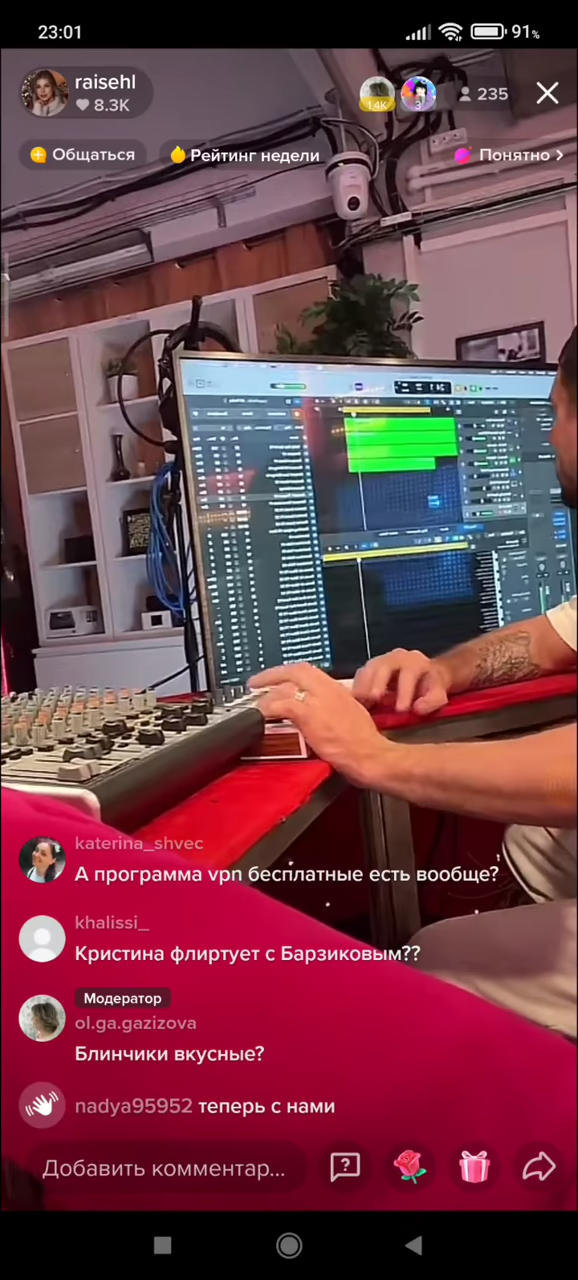 23:01
91%
raisehl
8.3K
1.4K
3
235
Общаться
Рейтинг недели
Понятно
katerina_shvec
А программа vpn бесплатные есть вообще?
khalissi_
Кристина флиртует с Барзиковым??
Модератор
ol.ga.gazizova
Блинчики вкусные?
nadya95952 теперь с нами
Добавить комментар...